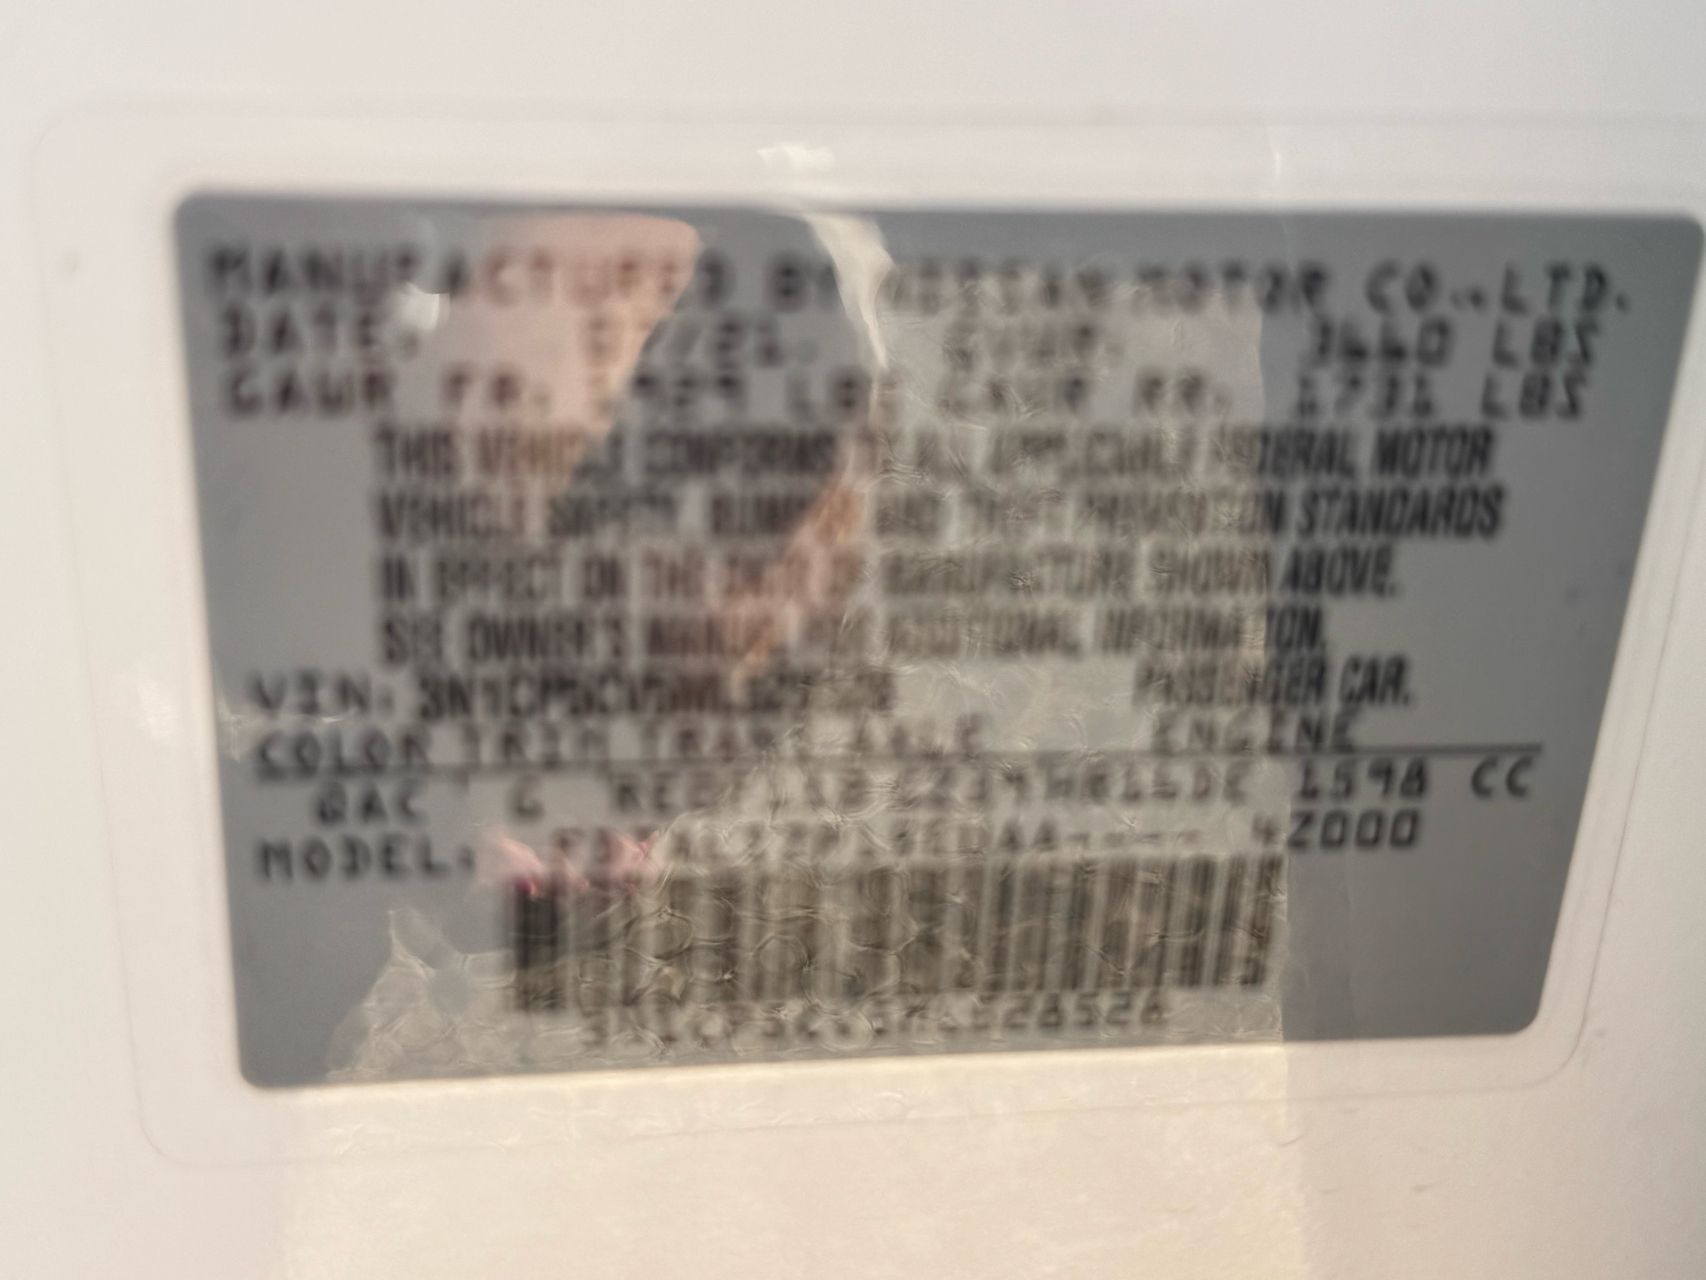 MANUFACTURED BY NISSAN MOTOR CO.,LTD.
DATE: GVWR. 3660 LBS
GAWR FR. 1929 LBS GAWR RR. 1731 LBS
THIS VEHICLE CONFORMS TO ALL APPLICABLE FEDERAL MOTOR
VEHICLE SAFETY, BUMPER AND THEFT PREVENTION STANDARDS
IN EFFECT ON THE DATE OF MANUFACTURE SHOWN ABOVE.
SEE OWNER'S MANUAL FOR ADDITIONAL INFORMATION.
VIN: PASSENGER CAR.
COLOR TRIM TRANS AXLE ENGINE
QAC G 1598 CC
MODEL: